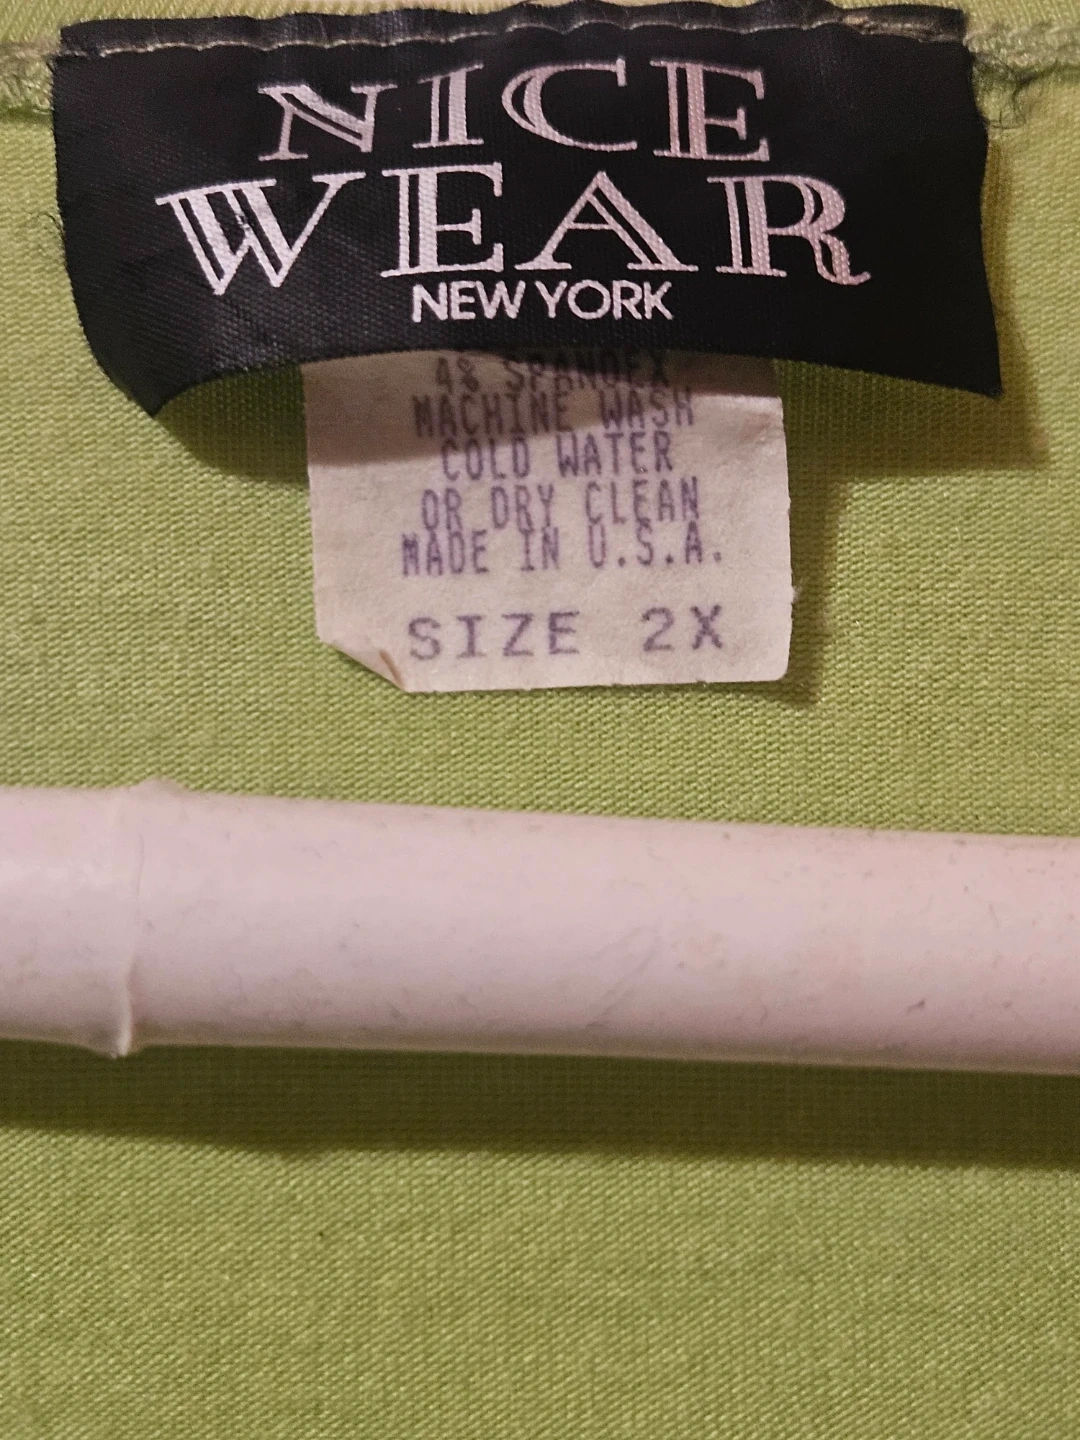 NICE
WEAR
NEW YORK
4% SPANDEX
MACHINE WASH
COLD WATER
OR DRY CLEAN
MADE IN U.S.A.
SIZE 2X